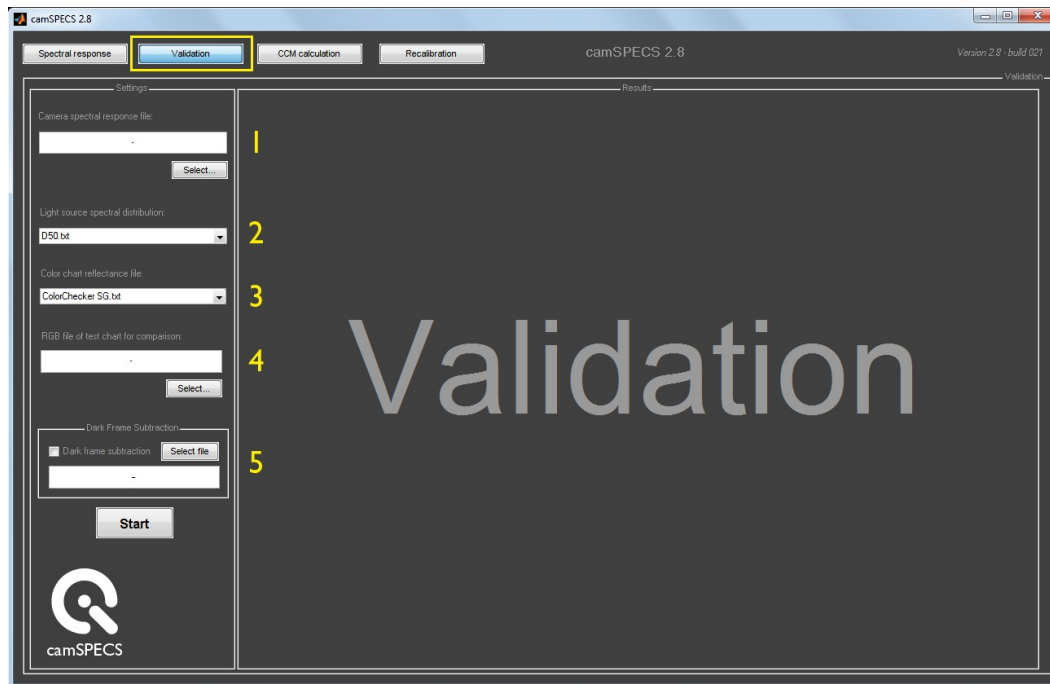 camSPECS 2.8
Spectral response
Validation
CCM calculation
Recalibration
camSPECS 2.8
Version 2.8 - build 021
Validation
Settings
Results
Camera spectral response file:
-
1
Select...
Light source spectral distribution:
D50.txt
2
Color chart reflectance file:
ColorChecker SG.txt
3
RGB file of test chart for comparison:
-
4
Select...
Validation
Dark Frame Subtraction
Dark frame subtraction
Select file
-
5
Start
camSPECS